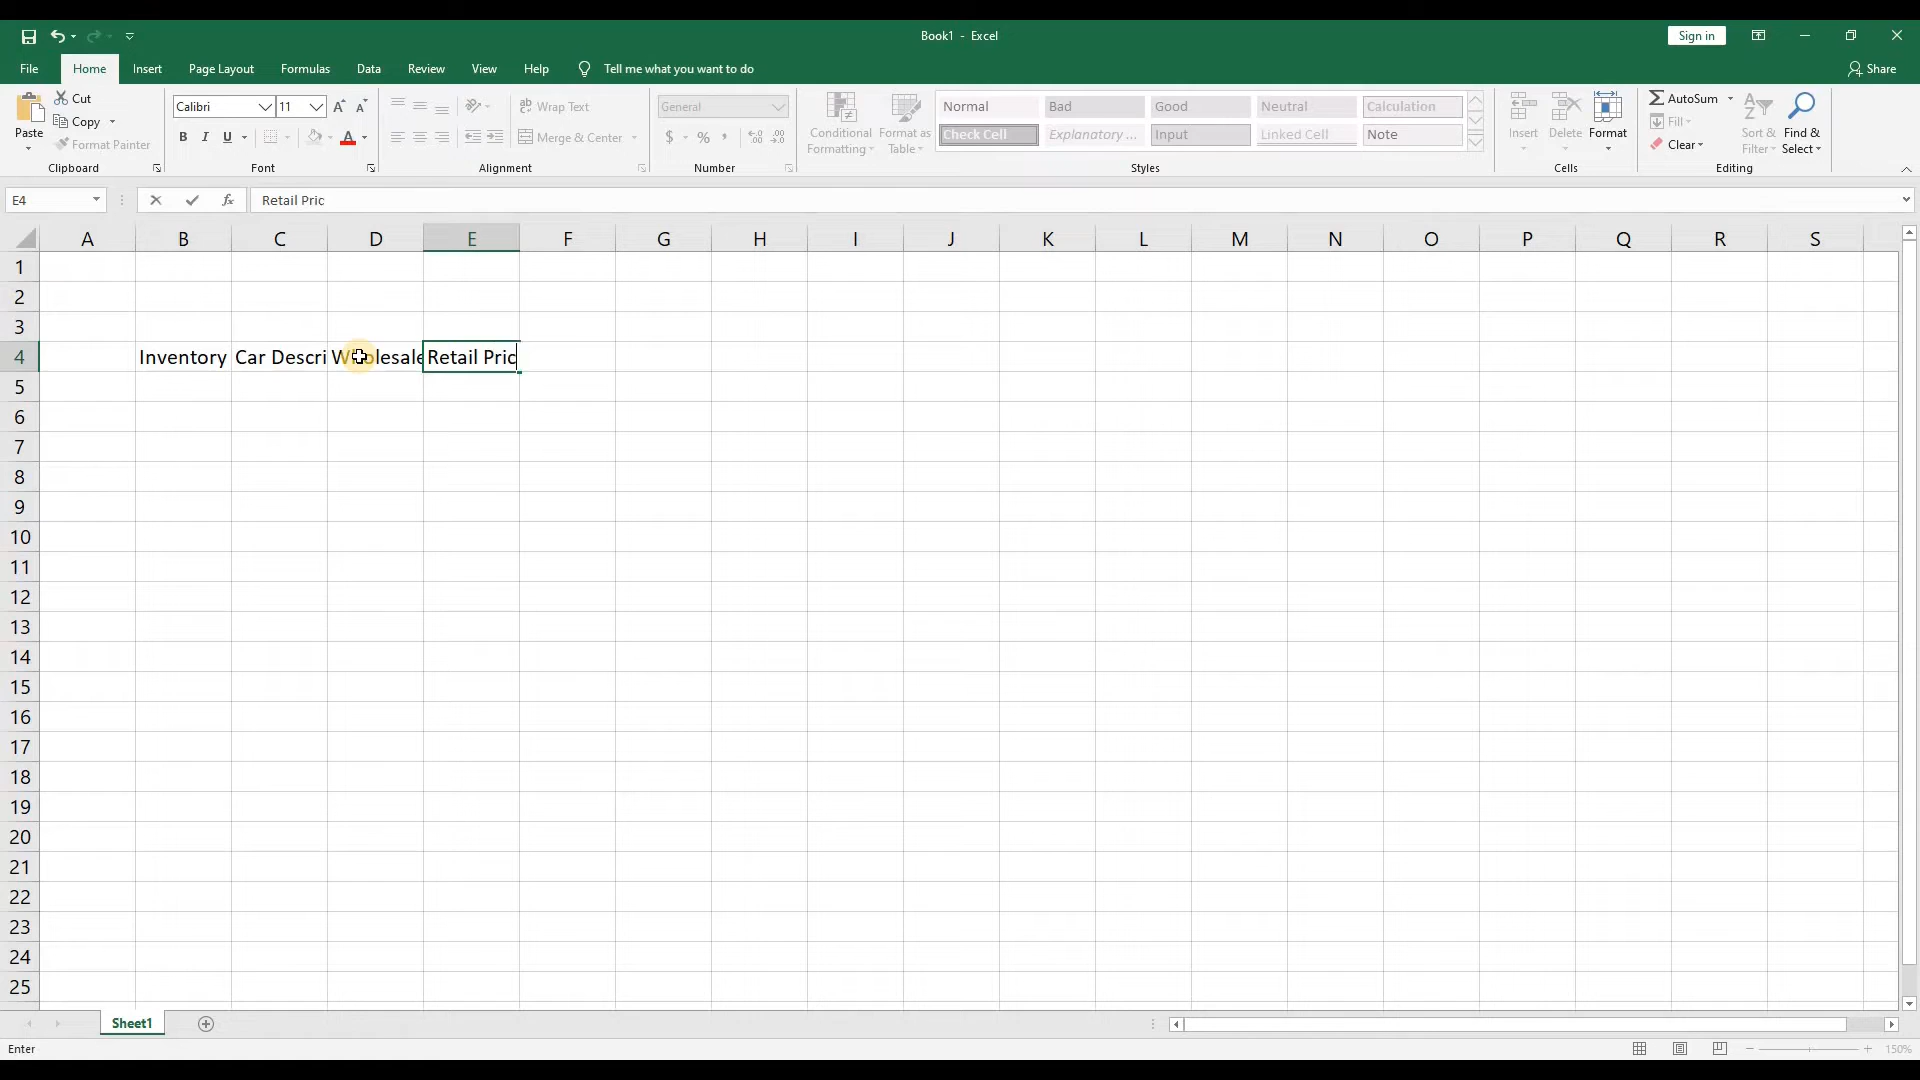 Book1 - Excel
Sign in
File Home Insert Page Layout Formulas Data Review View Help Tell me what you want to do Share
Paste
Cut
Copy
Format Painter
Clipboard
Calibri 11
B I U A
Font
Wrap Text
Merge & Center
Alignment
General
$ % ,
Number
Conditional Formatting
Format as Table
Normal Bad Good Neutral Calculation
Check Cell Explanatory ... Input Linked Cell Note
Styles
Insert Delete Format
Cells
AutoSum
Fill
Clear
Sort & Filter
Find & Select
Editing
E4 fx Retail Pric
A B C D E F G H I J K L M N O P Q R S
1
2
3
4 Inventory Car Descri Wholesale Retail Pric
5
6
7
8
9
10
11
12
13
14
15
16
17
18
19
20
21
22
23
24
25
Sheet1
Enter 150%